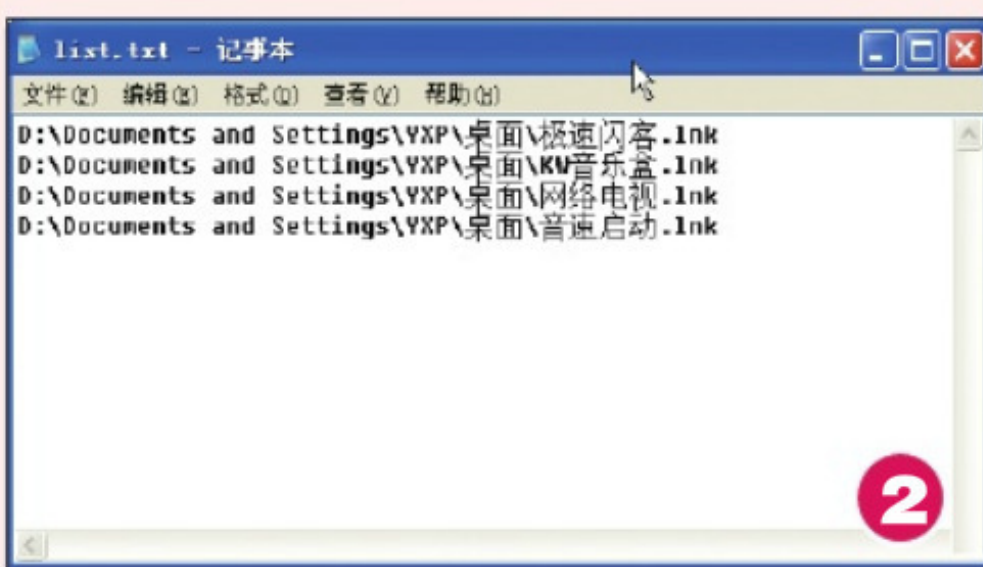 list.txt - 记事本
文件(F) 编辑(E) 格式(O) 查看(V) 帮助(H)
D:\Documents and Settings\YXP\桌面\极速闪客.lnk
D:\Documents and Settings\YXP\桌面\KW音乐盒.lnk
D:\Documents and Settings\YXP\桌面\网络电视.lnk
D:\Documents and Settings\YXP\桌面\音速启动.lnk
2